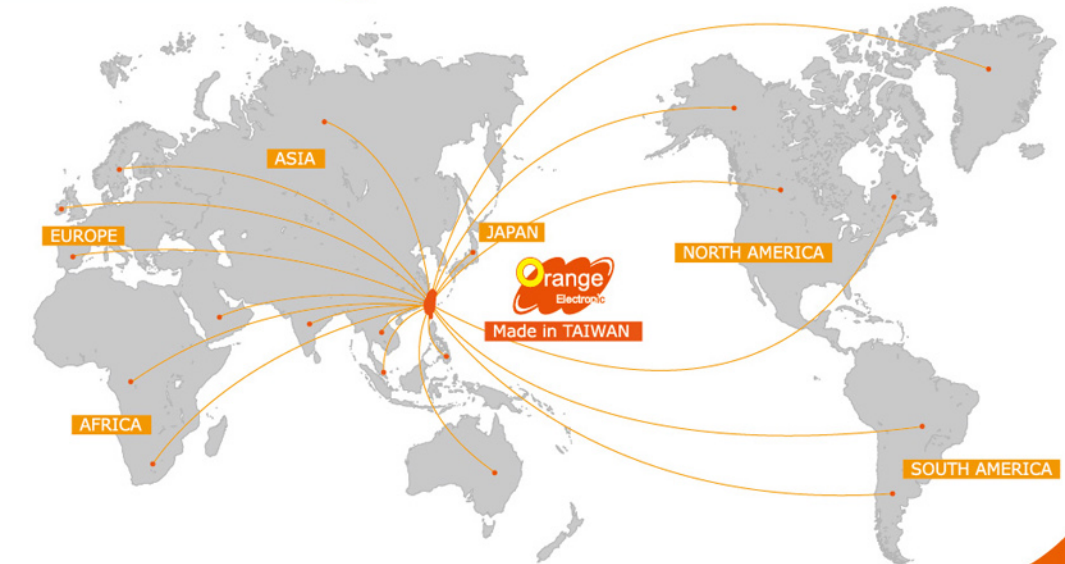 ASIA
EUROPE
JAPAN
NORTH AMERICA
Orange
Electronic
Made in TAIWAN
AFRICA
SOUTH AMERICA